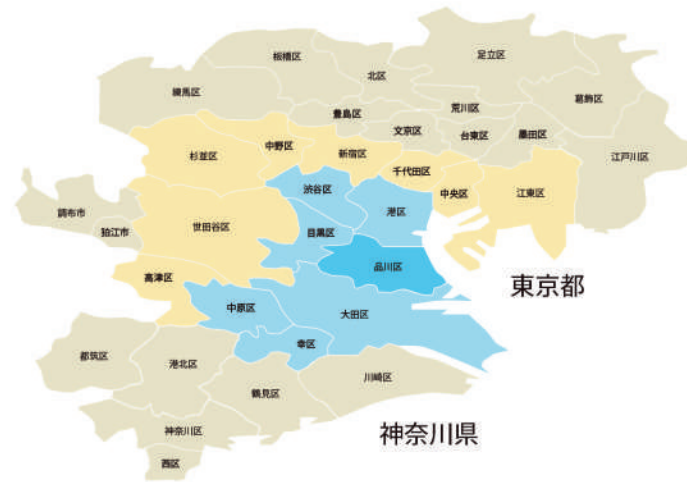 足立区
板橋区
北区
練馬区
葛飾区
豊島区
荒川区
文京区
台東区
墨田区
杉並区
中野区
新宿区
江戸川区
千代田区
渋谷区
中央区
江東区
調布市
港区
世田谷区
狛江市
目黒区
品川区
高津区
東京都
中原区
大田区
幸区
都筑区
港北区
川崎区
鶴見区
神奈川区
神奈川県
西区